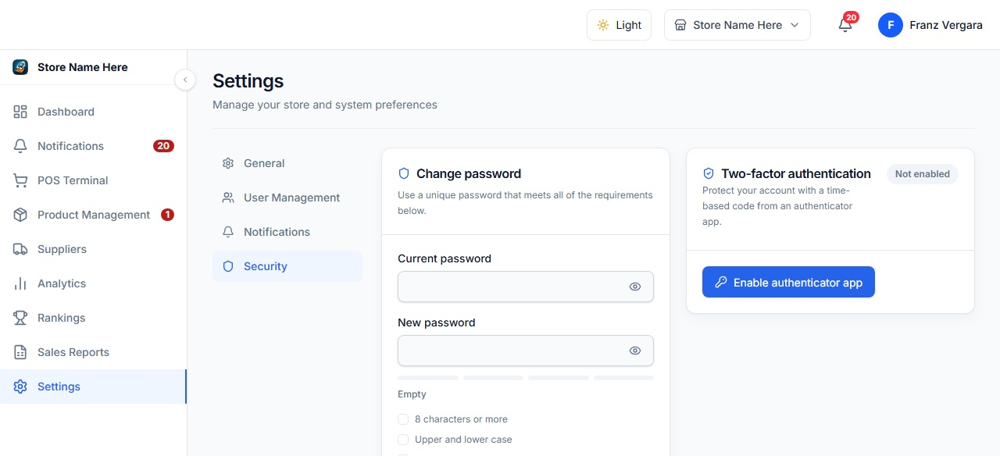 Light
Store Name Here
20
F
Franz Vergara
Store Name Here
Dashboard
Notifications
20
POS Terminal
Product Management
1
Suppliers
Analytics
Rankings
Sales Reports
Settings
Settings
Manage your store and system preferences
General
User Management
Notifications
Security
Change password
Use a unique password that meets all of the requirements
below.
Current password
New password
Empty
8 characters or more
Upper and lower case
Two-factor authentication
Not enabled
Protect your account with a time-
based code from an authenticator
app.
Enable authenticator app